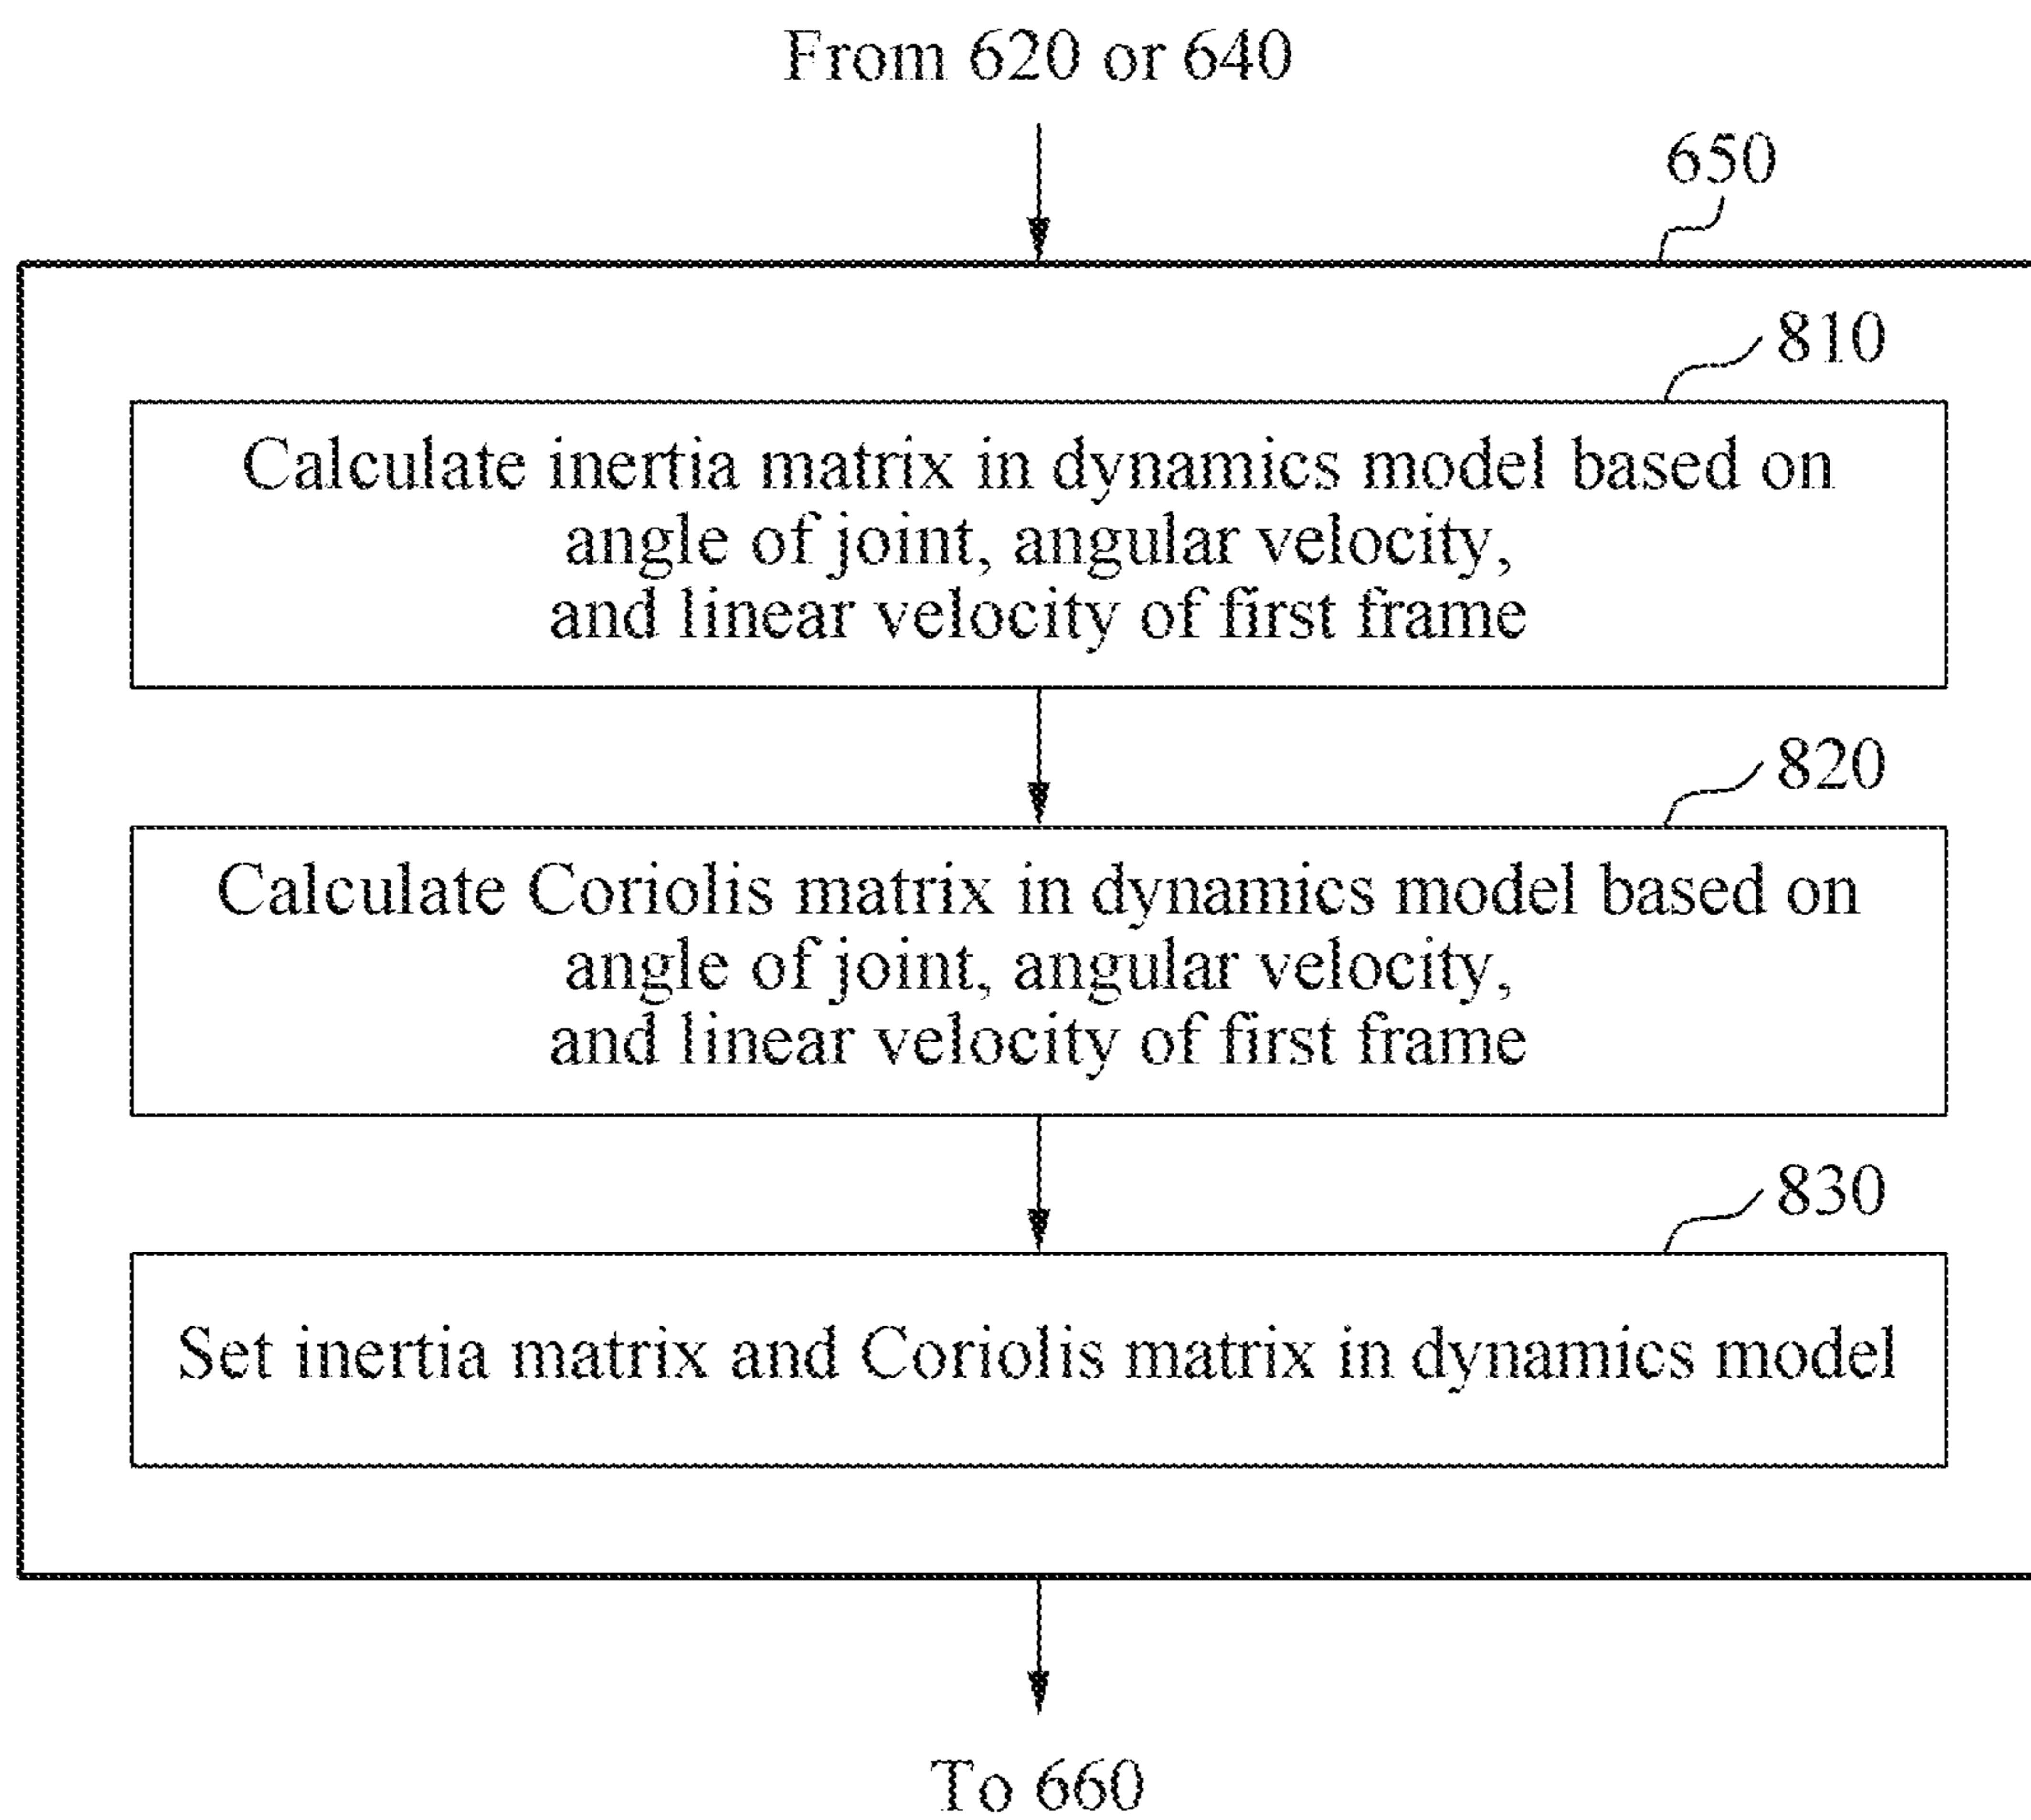 From 620 or 640
650
810
Calculate inertia matrix in dynamics model based on
angle of joint, angular velocity,
and linear velocity of first frame
820
Calculate Coriolis matrix in dynamics model based on
angle of joint, angular velocity,
and linear velocity of first frame
830
Set inertia matrix and Coriolis matrix in dynamics model
To 660